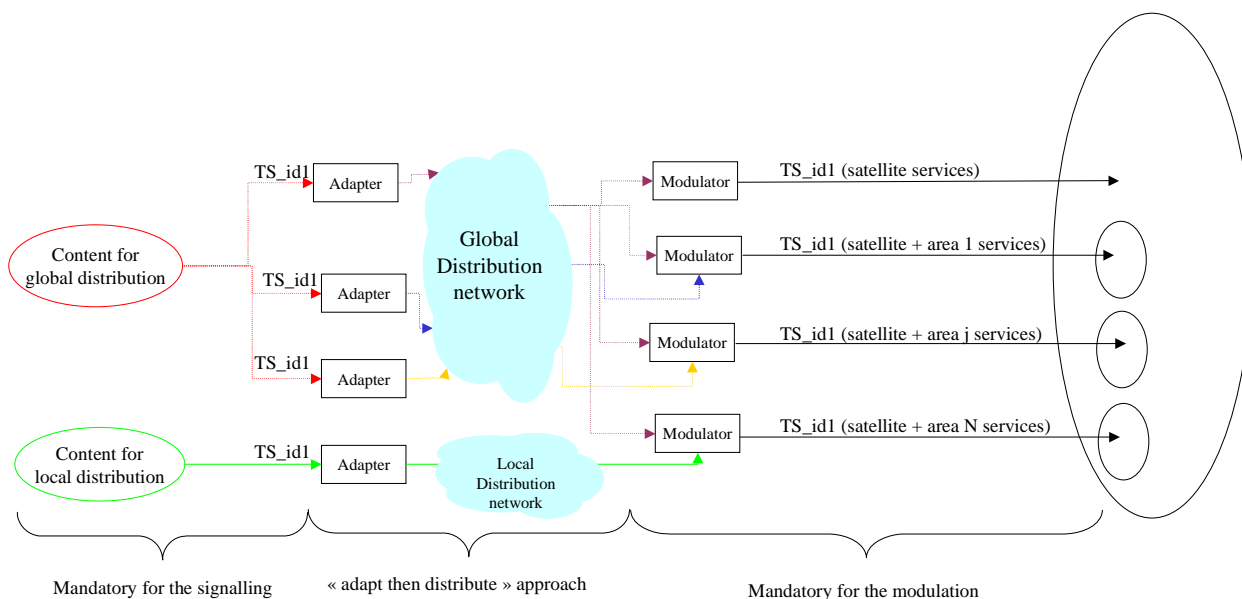 TS_id1
Adapter
Modulator
TS_id1 (satellite services)
Content for
global distribution
Global
Distribution
network
Modulator
TS_id1 (satellite + area 1 services)
TS_id1
Adapter
Modulator
TS_id1 (satellite + area j services)
TS_id1
Adapter
Modulator
TS_id1 (satellite + area N services)
Content for
local distribution
TS_id1
Adapter
Local
Distribution
network
Mandatory for the signalling
« adapt then distribute » approach
Mandatory for the modulation